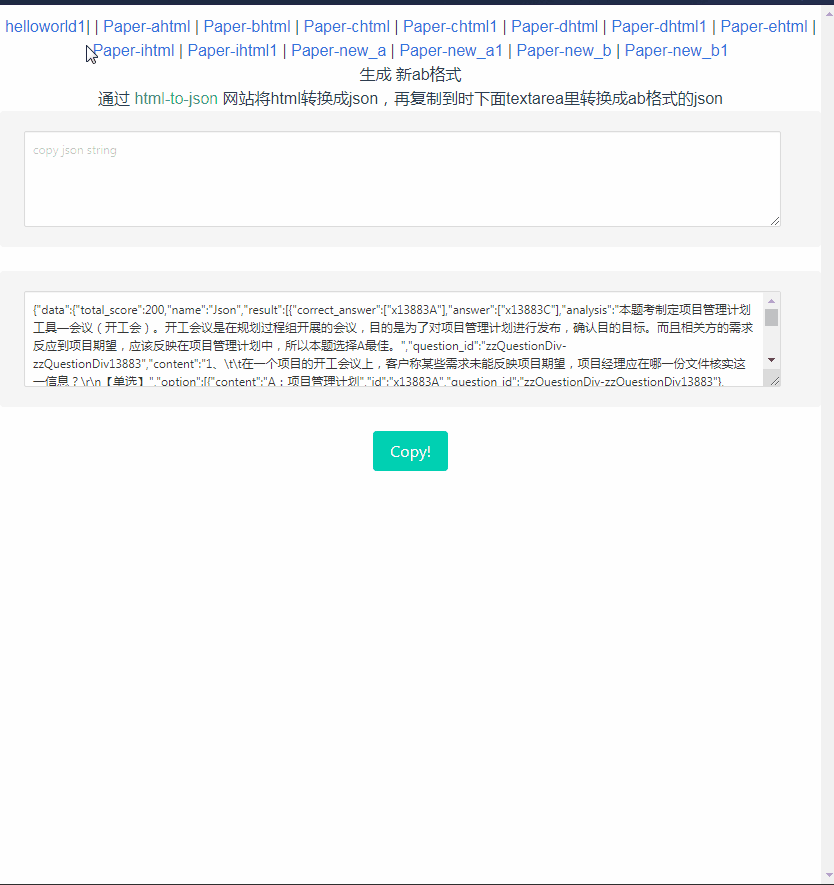 helloworld1| | Paper-ahtml | Paper-bhtml | Paper-chtml | Paper-chtml1 | Paper-dhtml | Paper-dhtml1 | Paper-ehtml |
Paper-ihtml | Paper-ihtml1 | Paper-new_a | Paper-new_a1 | Paper-new_b | Paper-new_b1
生成 新ab格式
通过 html-to-json 网站将html转换成json，再复制到时下面textarea里转换成ab格式的json
copy json string
{"data":{"total_score":200,"name":"Json","result":[{"correct_answer":["x13883A"],"answer":["x13883C"],"analysis":"本题考制定项目管理计划
工具—会议（开工会）。开工会议是在规划过程组开展的会议，目的是为了对项目管理计划进行发布，确认目的目标。而且相关方的需求
反应到项目期望，应该反映在项目管理计划中，所以本题选择A最佳。","question_id":"zzQuestionDiv-
zzQuestionDiv13883","content":"1、\t\t在一个项目的开工会议上，客户称某些需求未能反映项目期望，项目经理应在哪一份文件核实这
一信息？\r\n【单选】","option":[{"content":"A：项目管理计划","id":"x13883A","question_id":"zzQuestionDiv-zzQuestionDiv13883"},
Copy!